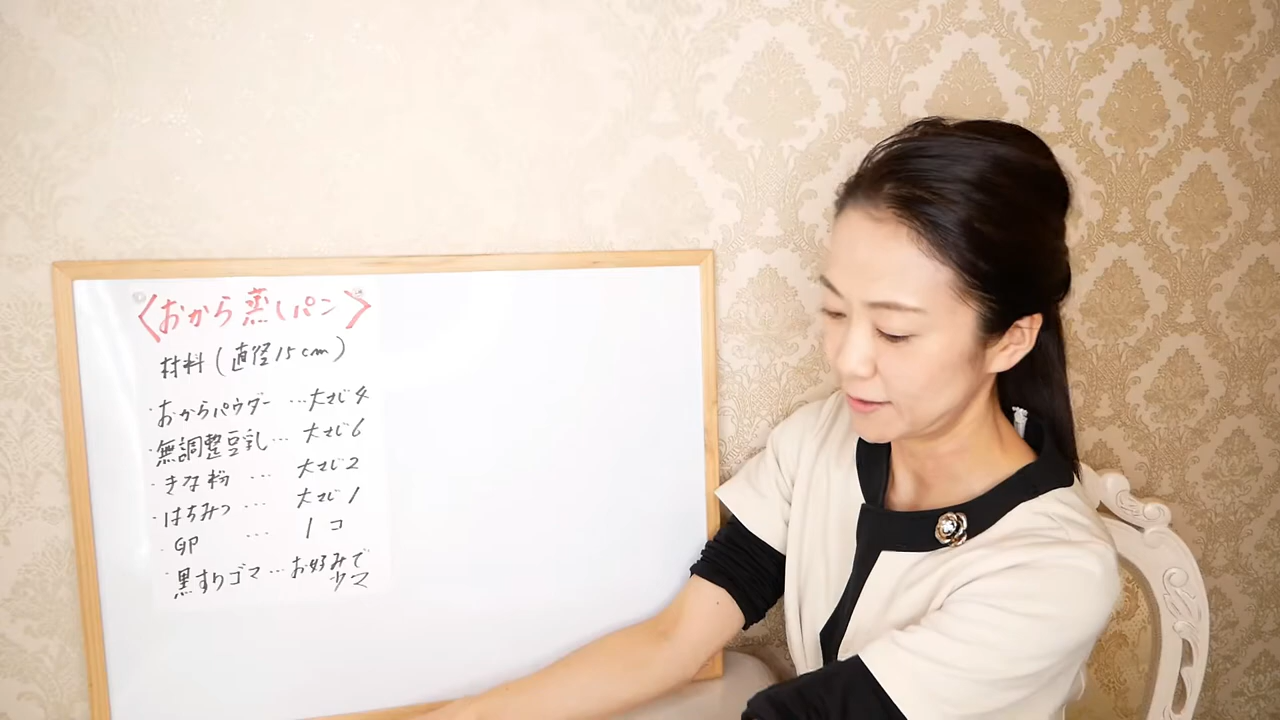 〈おから蒸しパン〉
材料(直径15cm)
・おからパウダー…大さじ4
・無調整豆乳…大さじ6
・きな粉…大さじ2
・はちみつ…大さじ1
・卵…1コ
・黒すりゴマ…お好みで
少々